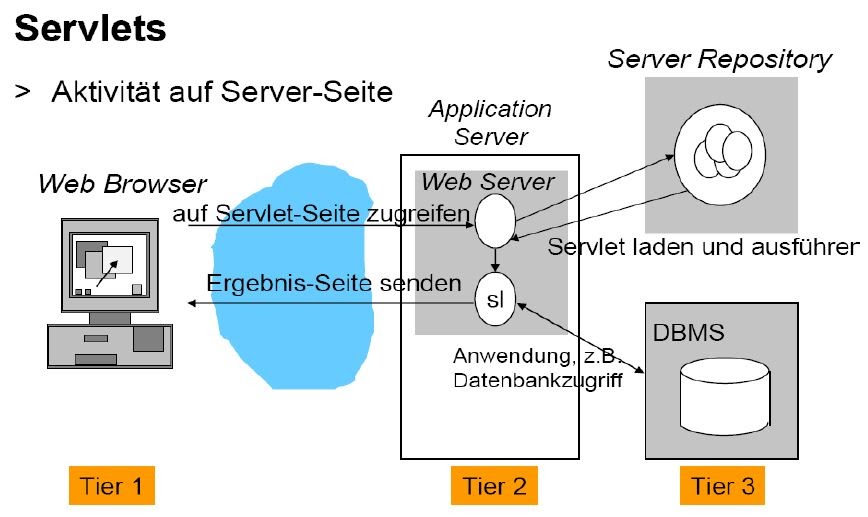 Servlets
> Aktivität auf Server-Seite
Server Repository
Application
Server
Web Browser
Web Server
auf Servlet-Seite zugreifen
Servlet laden und ausführen
Ergebnis-Seite senden
sl
DBMS
Anwendung, z.B.
Datenbankzugriff
Tier 1
Tier 2
Tier 3